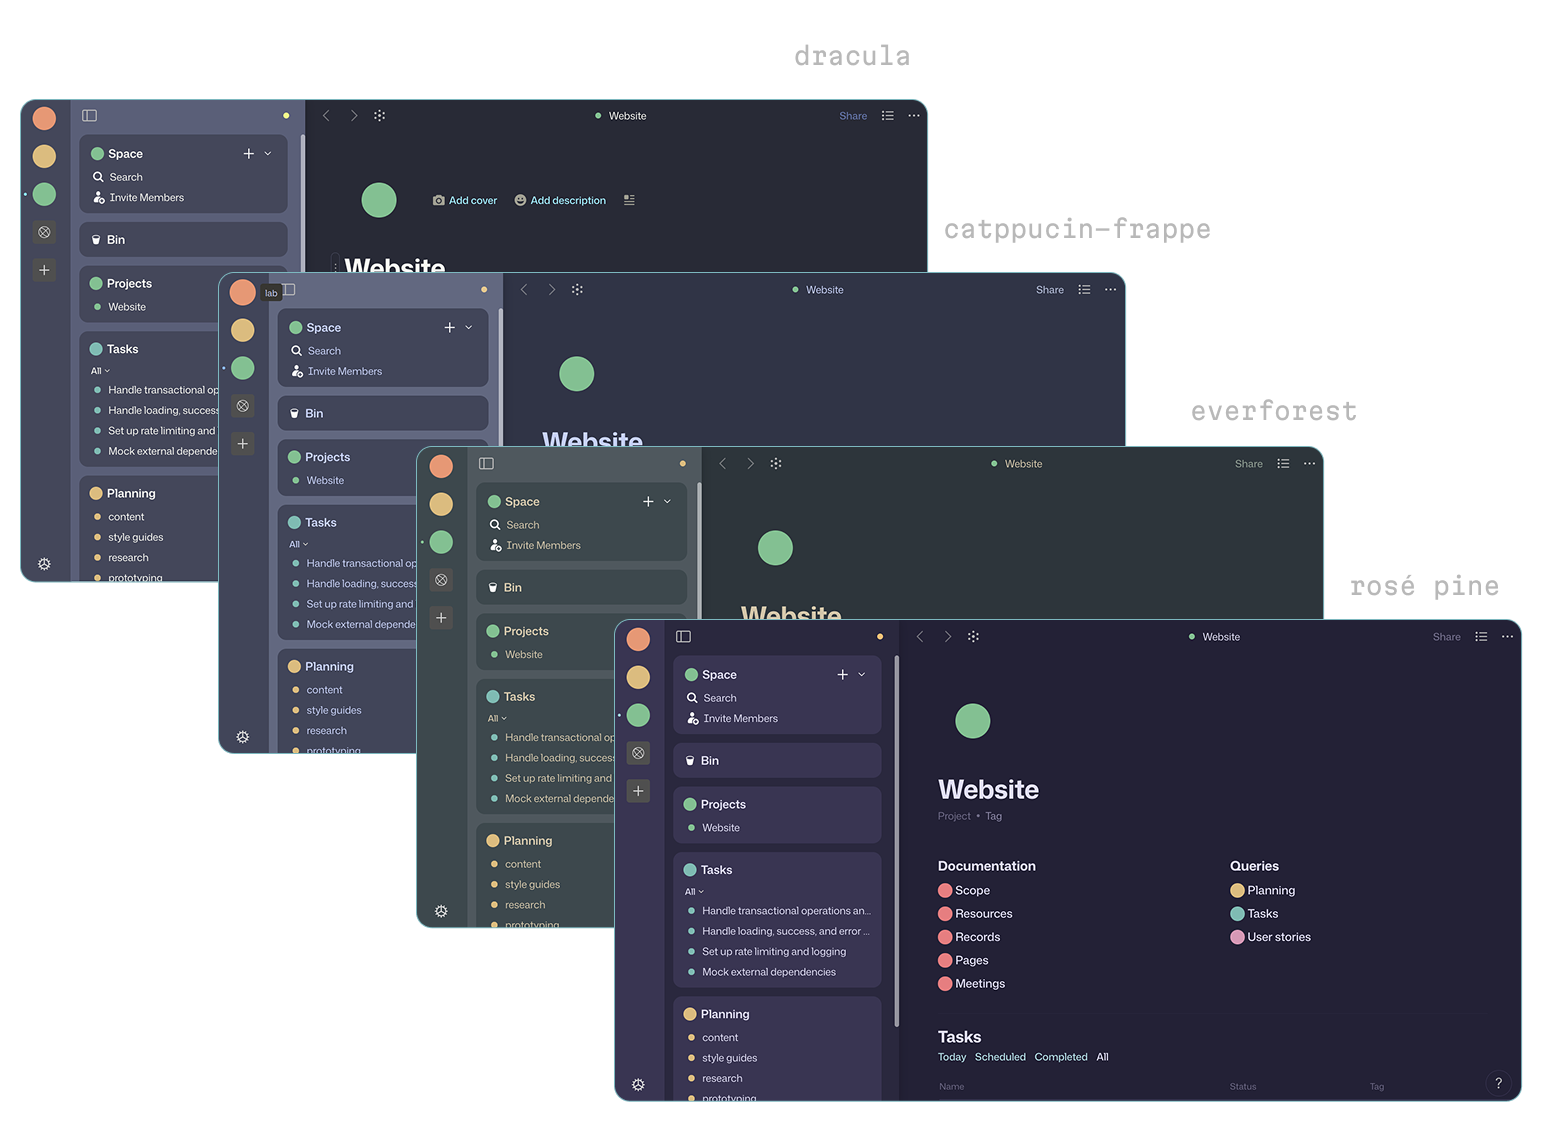 dracula
Website
Share
Space
Search
Invite Members
Add cover
Add description
Bin
Website
Projects
Website
Tasks
All
Handle transactional op
Handle loading, success
Set up rate limiting and
Mock external depende
Planning
content
style guides
research
prototyping
catppucin-frappe
lab
Website
Share
Space
Search
Invite Members
Bin
Website
Projects
Website
Tasks
All
Handle transactional op
Handle loading, success
Set up rate limiting and
Mock external depende
Planning
content
style guides
research
prototyping
everforest
Website
Share
Space
Search
Invite Members
Bin
Website
Projects
Website
Tasks
All
Handle transactional op
Handle loading, success
Set up rate limiting and
Mock external depende
Planning
content
style guides
research
prototyping
rosé pine
Website
Share
Space
Search
Invite Members
Bin
Projects
Website
Tasks
All
Handle transactional operations an...
Handle loading, success, and error ...
Set up rate limiting and logging
Mock external dependencies
Planning
content
style guides
research
prototyping
Website
Project • Tag
Documentation
Scope
Resources
Records
Pages
Meetings
Queries
Planning
Tasks
User stories
Tasks
Today Scheduled Completed All
Name Status Tag
?